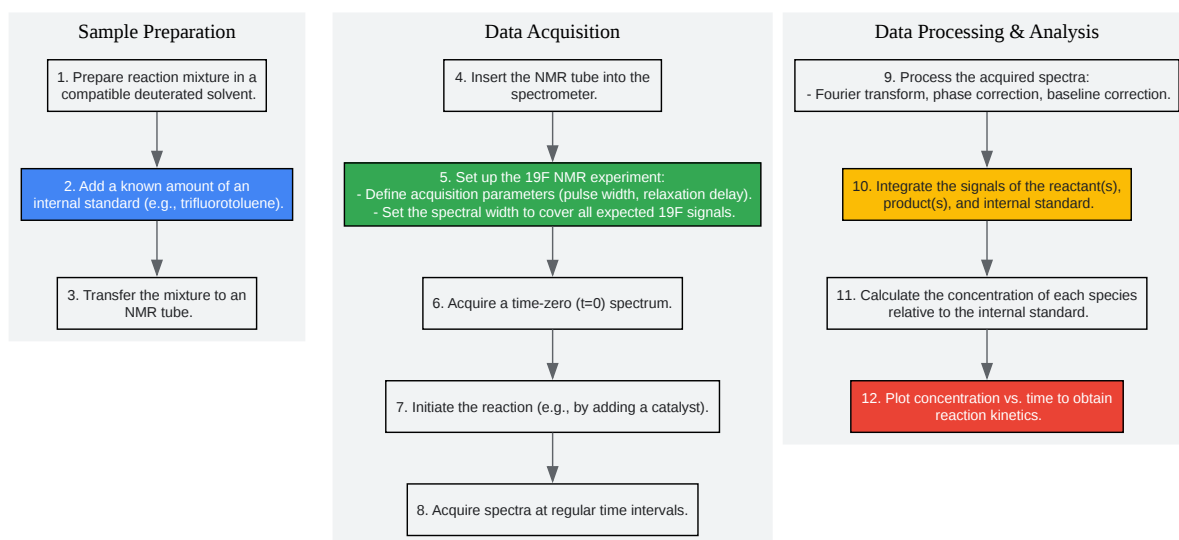 Sample Preparation
1. Prepare reaction mixture in a
compatible deuterated solvent.
2. Add a known amount of an
internal standard (e.g., trifluorotoluene).
3. Transfer the mixture to an
NMR tube.
Data Acquisition
4. Insert the NMR tube into the
spectrometer.
5. Set up the 19F NMR experiment:
- Define acquisition parameters (pulse width, relaxation delay).
- Set the spectral width to cover all expected 19F signals.
6. Acquire a time-zero (t=0) spectrum.
7. Initiate the reaction (e.g., by adding a catalyst).
8. Acquire spectra at regular time intervals.
Data Processing & Analysis
9. Process the acquired spectra:
- Fourier transform, phase correction, baseline correction.
10. Integrate the signals of the reactant(s),
product(s), and internal standard.
11. Calculate the concentration of each species
relative to the internal standard.
12. Plot concentration vs. time to obtain
reaction kinetics.